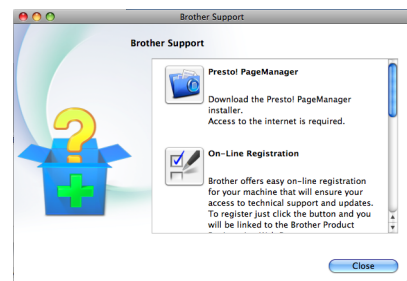 Brother Support
Brother Support
Presto! PageManager
Download the Presto! PageManager
installer.
Access to the internet is required.
On-Line Registration
Brother offers easy on-line registration
for your machine that will ensure your
access to technical support and updates.
To register just click the button and you
will be linked to the Brother Product
Close